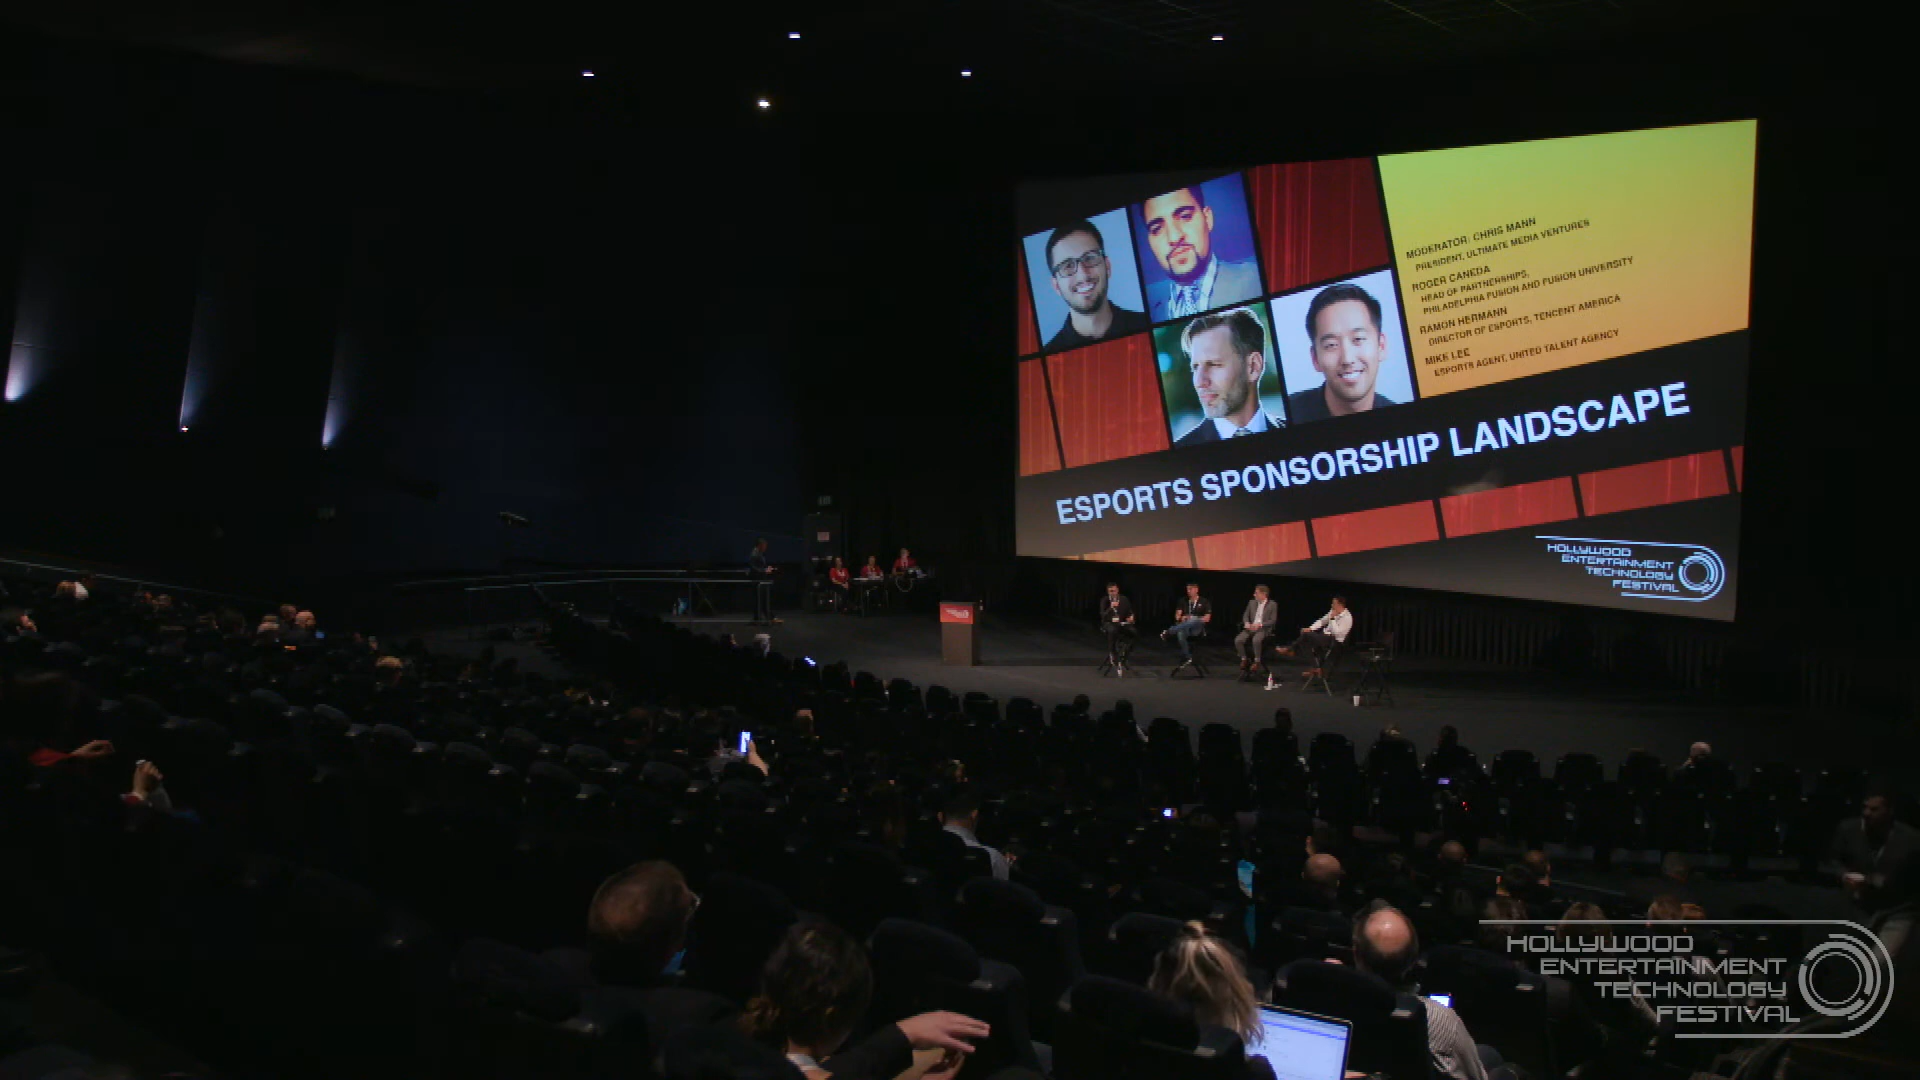 MODERATOR: CHRIS MANN
PRESIDENT, ULTIMATE MEDIA VENTURES
ROGER CANEDA
HEAD OF PARTNERSHIPS,
PHILADELPHIA FUSION AND FUSION UNIVERSITY
RAMON HERMANN
DIRECTOR OF ESPORTS, TENCENT AMERICA
MIKE LEE
ESPORTS AGENT, UNITED TALENT AGENCY
ESPORTS SPONSORSHIP LANDSCAPE
HOLLYWOOD
ENTERTAINMENT
TECHNOLOGY
FESTIVAL
HOLLYWOOD
ENTERTAINMENT
TECHNOLOGY
FESTIVAL